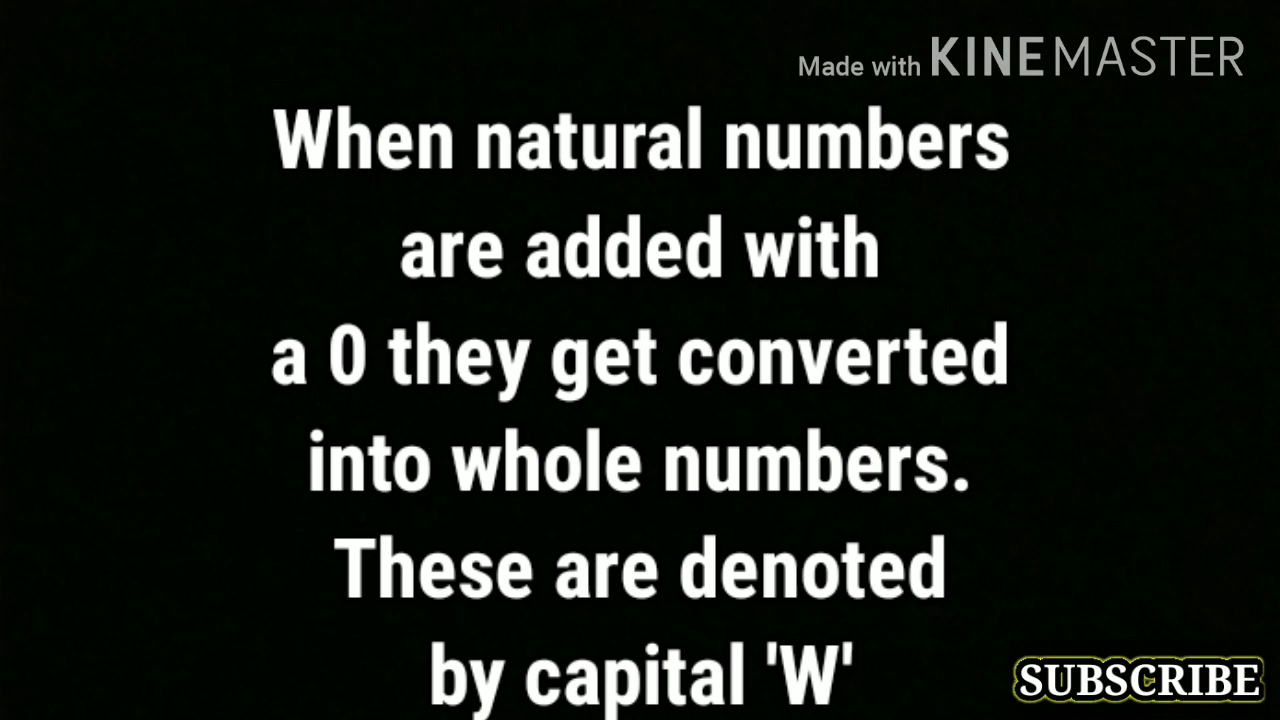 Made with KINEMASTER
When natural numbers
are added with
a 0 they get converted
into whole numbers.
These are denoted
by capital 'W'
SUBSCRIBE